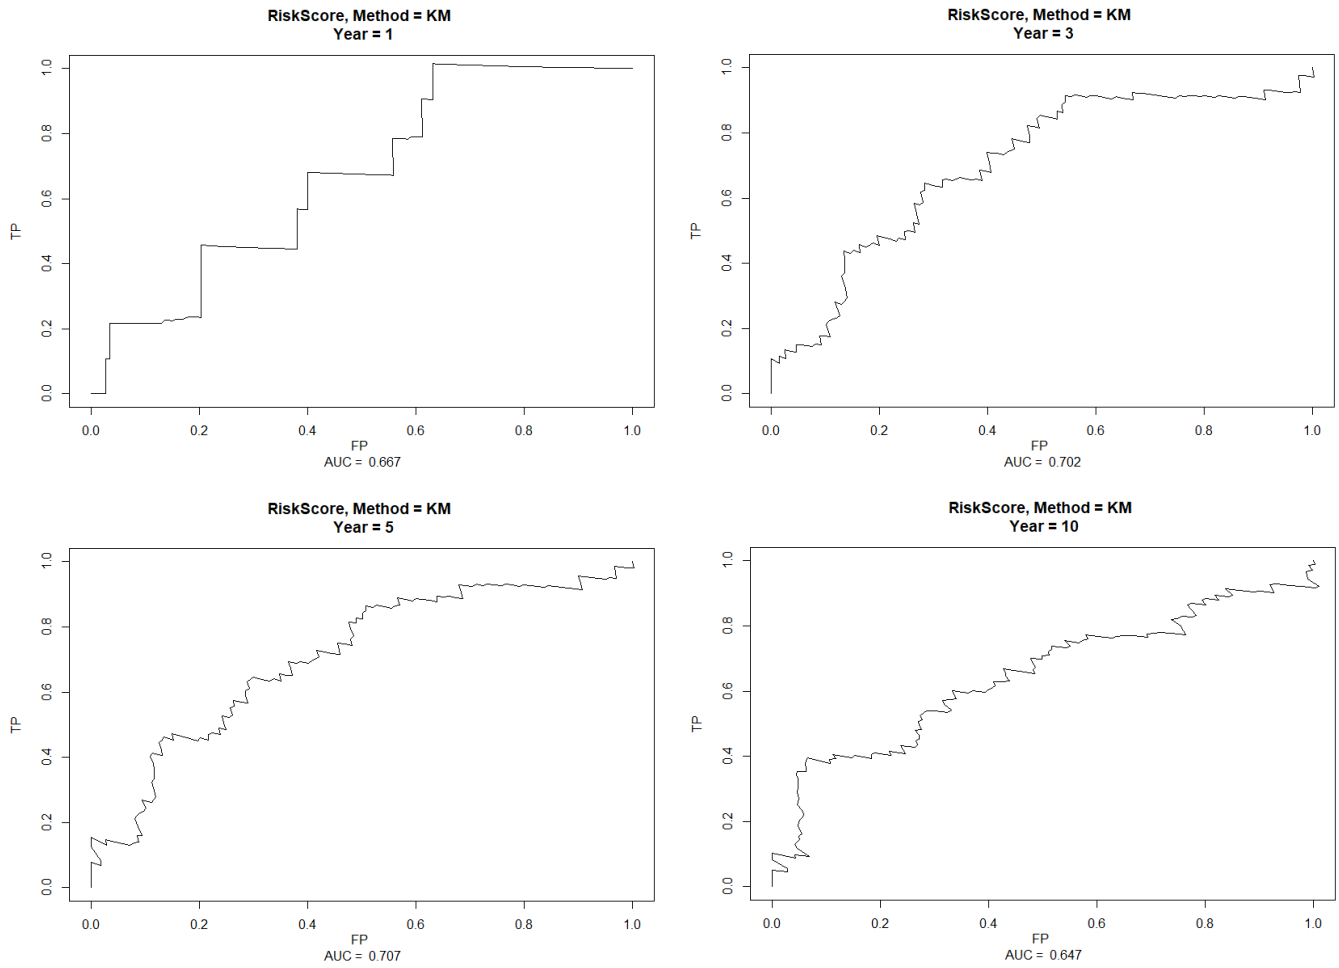 RiskScore, Method = KM
Year = 1
TP
1.0
0.8
0.6
0.4
0.2
0.0
0.0 0.2 0.4 0.6 0.8 1.0
FP
AUC = 0.667
RiskScore, Method = KM
Year = 3
TP
1.0
0.8
0.6
0.4
0.2
0.0
0.0 0.2 0.4 0.6 0.8 1.0
FP
AUC = 0.702
RiskScore, Method = KM
Year = 5
TP
1.0
0.8
0.6
0.4
0.2
0.0
0.0 0.2 0.4 0.6 0.8 1.0
FP
AUC = 0.707
RiskScore, Method = KM
Year = 10
TP
1.0
0.8
0.6
0.4
0.2
0.0
0.0 0.2 0.4 0.6 0.8 1.0
FP
AUC = 0.647